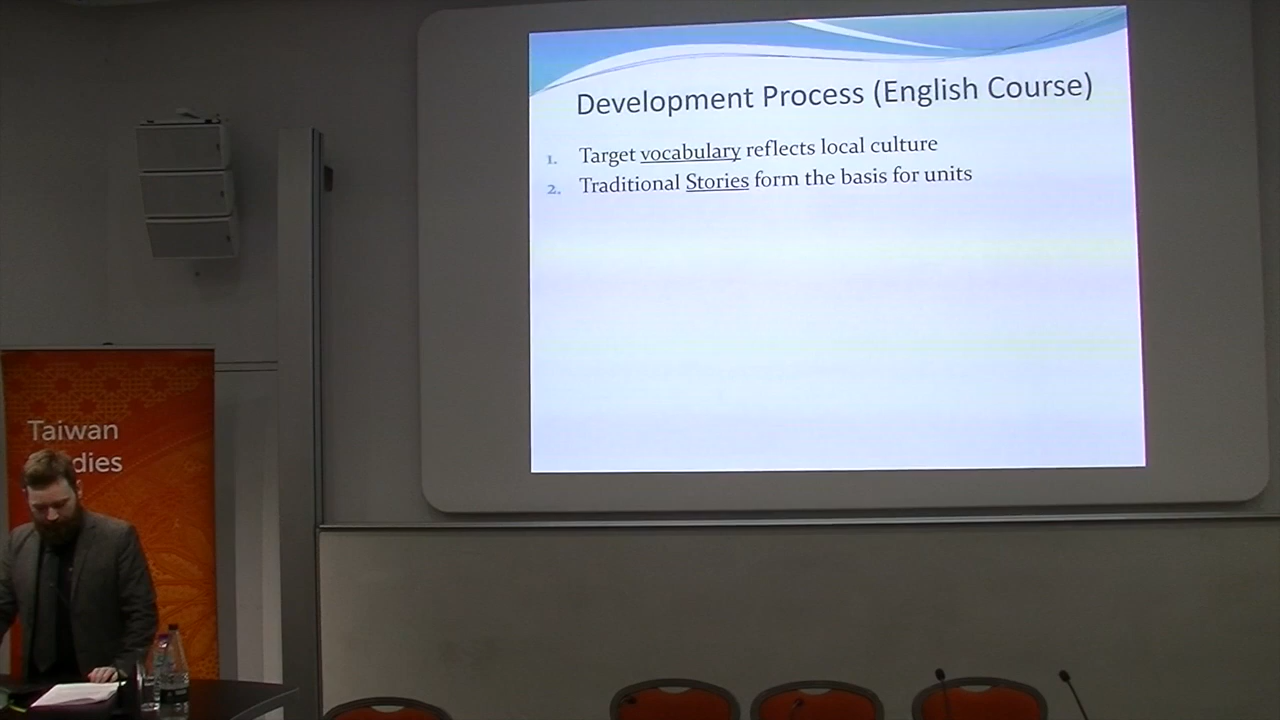 Development Process (English Course)
1. Target vocabulary reflects local culture
2. Traditional Stories form the basis for units
Taiwan
dies